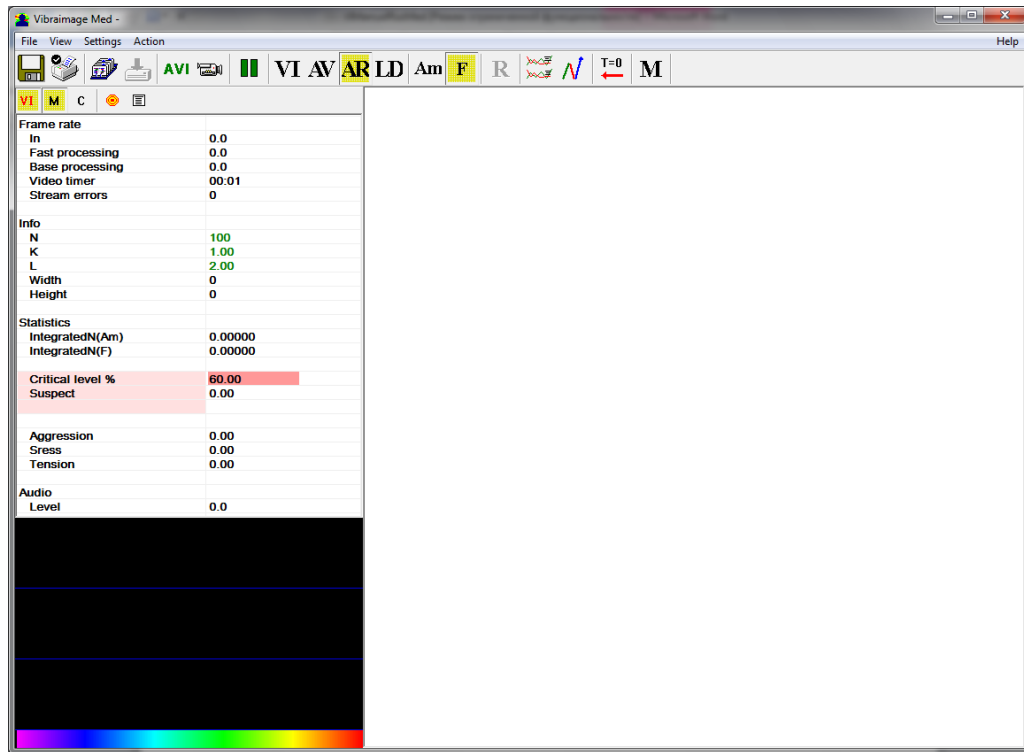 Vibraimage Med -
File View Settings Action Help
AVI VI AV AR LD Am F R T=0 M
VI M C
Frame rate
In 0.0
Fast processing 0.0
Base processing 0.0
Video timer 00:01
Stream errors 0
Info
N 100
K 1.00
L 2.00
Width 0
Height 0
Statistics
IntegratedN(Am) 0.00000
IntegratedN(F) 0.00000
Critical level % 60.00
Suspect 0.00
Aggression 0.00
Sress 0.00
Tension 0.00
Audio
Level 0.0